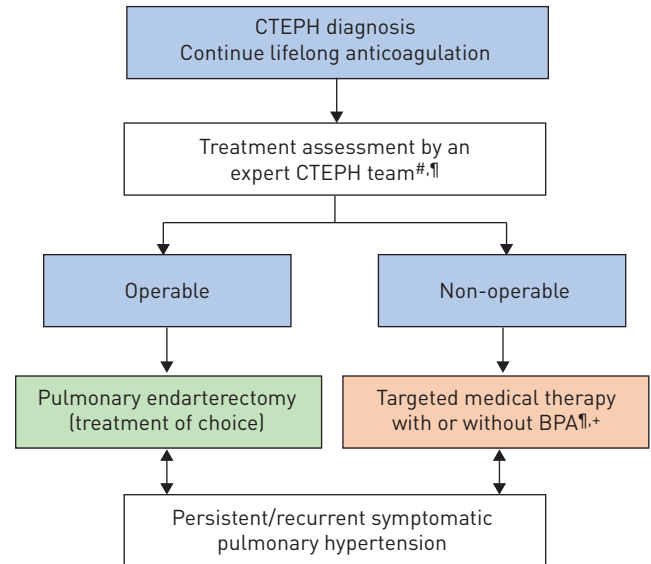 CTEPH diagnosis
Continue lifelong anticoagulation
Treatment assessment by an
expert CTEPH team#,¶
Operable
Non-operable
Pulmonary endarterectomy
(treatment of choice)
Targeted medical therapy
with or without BPA¶,+
Persistent/recurrent symptomatic
pulmonary hypertension